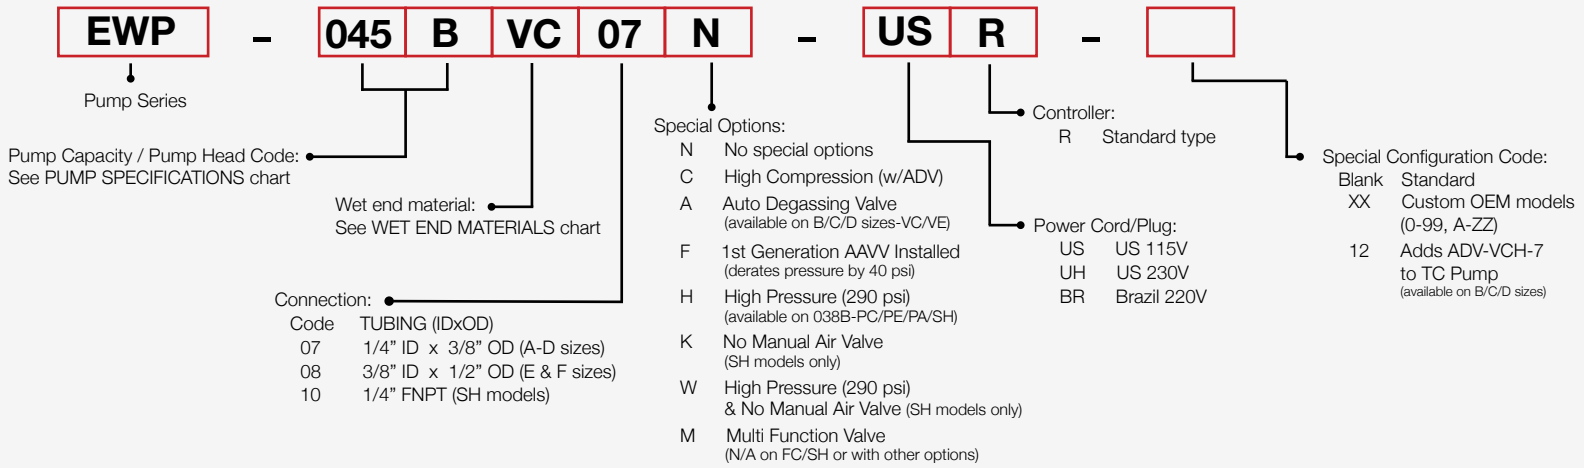 EWP - 045 B VC 07 N - US R -
Pump Series
Pump Capacity / Pump Head Code:
See PUMP SPECIFICATIONS chart
Wet end material:
See WET END MATERIALS chart
Connection:
Code TUBING (IDxOD)
07 1/4” ID x 3/8” OD (A-D sizes)
08 3/8” ID x 1/2” OD (E & F sizes)
10 1/4” FNPT (SH models)
Special Options:
N No special options
C High Compression (w/ADV)
A Auto Degassing Valve
(available on B/C/D sizes-VC/VE)
F 1st Generation AAVV Installed
(derates pressure by 40 psi)
H High Pressure (290 psi)
(available on 038B-PC/PE/PA/SH)
K No Manual Air Valve
(SH models only)
W High Pressure (290 psi)
& No Manual Air Valve (SH models only)
M Multi Function Valve
(N/A on FC/SH or with other options)
Controller:
R Standard type
Power Cord/Plug:
US US 115V
UH US 230V
BR Brazil 220V
Special Configuration Code:
Blank Standard
XX Custom OEM models
(0-99, A-ZZ)
12 Adds ADV-VCH-7
to TC Pump
(available on B/C/D sizes)